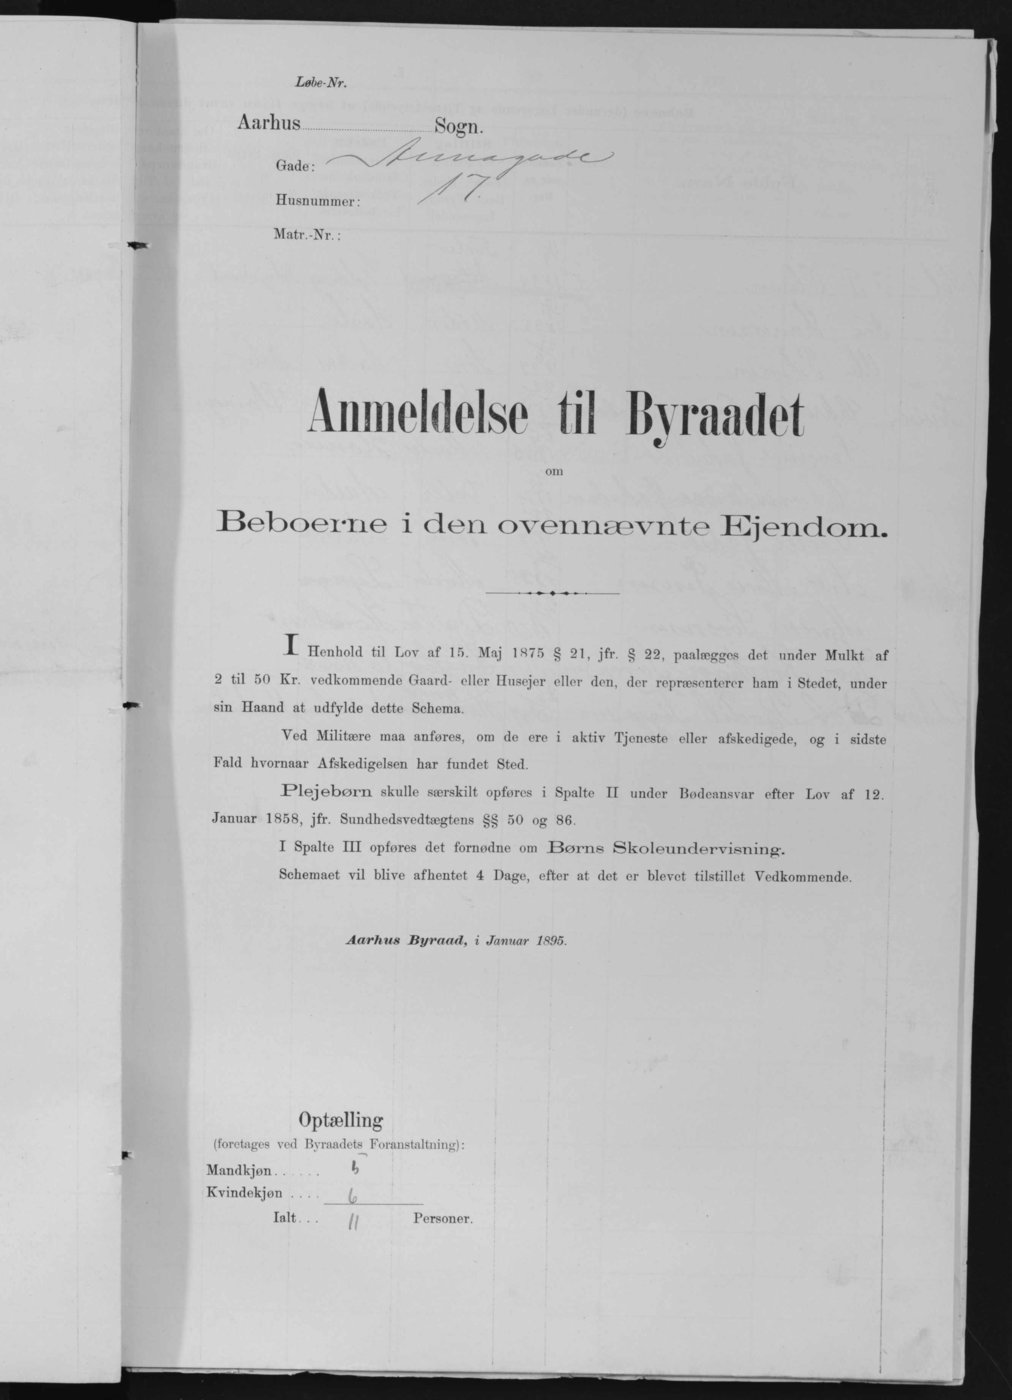 Løbe-Nr.
Aarhus Sogn.
Gade: Annagade
Husnummer: 17.
Matr.-Nr.:
Anmeldelse til Byraadet
om
Beboerne i den ovennævnte Ejendom.
I Henhold til Lov af 15. Maj 1875 § 21, jfr. § 22, paalægges det under Mulkt af
2 til 50 Kr. vedkommende Gaard- eller Husejer eller den, der repræsenterer ham i Stedet, under
sin Haand at udfylde dette Schema.
Ved Militære maa anføres, om de ere i aktiv Tjeneste eller afskedigede, og i sidste
Fald hvornaar Afskedigelsen har fundet Sted.
Plejebørn skulle særskilt opføres i Spalte II under Bødeansvar efter Lov af 12.
Januar 1858, jfr. Sundhedsvedtægtens §§ 50 og 86.
I Spalte III opføres det fornødne om Børns Skoleundervisning.
Schemaet vil blive afhentet 4 Dage, efter at det er blevet tilstillet Vedkommende.
Aarhus Byraad, i Januar 1895.
Optælling
(foretages ved Byraadets Foranstaltning):
Mandkjøn...... 5
Kvindekjøn .... 6
Ialt... 11 Personer.